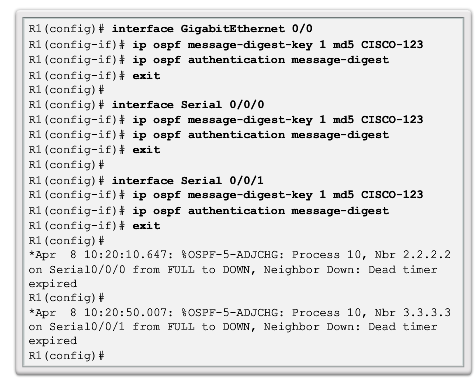 R1(config)# interface GigabitEthernet 0/0
R1(config-if)# ip ospf message-digest-key 1 md5 CISCO-123
R1(config-if)# ip ospf authentication message-digest
R1(config-if)# exit
R1(config)#
R1(config)# interface Serial 0/0/0
R1(config-if)# ip ospf message-digest-key 1 md5 CISCO-123
R1(config-if)# ip ospf authentication message-digest
R1(config-if)# exit
R1(config)#
R1(config)# interface Serial 0/0/1
R1(config-if)# ip ospf message-digest-key 1 md5 CISCO-123
R1(config-if)# ip ospf authentication message-digest
R1(config-if)# exit
R1(config)#
*Apr  8 10:20:10.647: %OSPF-5-ADJCHG: Process 10, Nbr 2.2.2.2
on Serial0/0/0 from FULL to DOWN, Neighbor Down: Dead timer
expired
R1(config)#
*Apr  8 10:20:50.007: %OSPF-5-ADJCHG: Process 10, Nbr 3.3.3.3
on Serial0/0/1 from FULL to DOWN, Neighbor Down: Dead timer
expired
R1(config)#